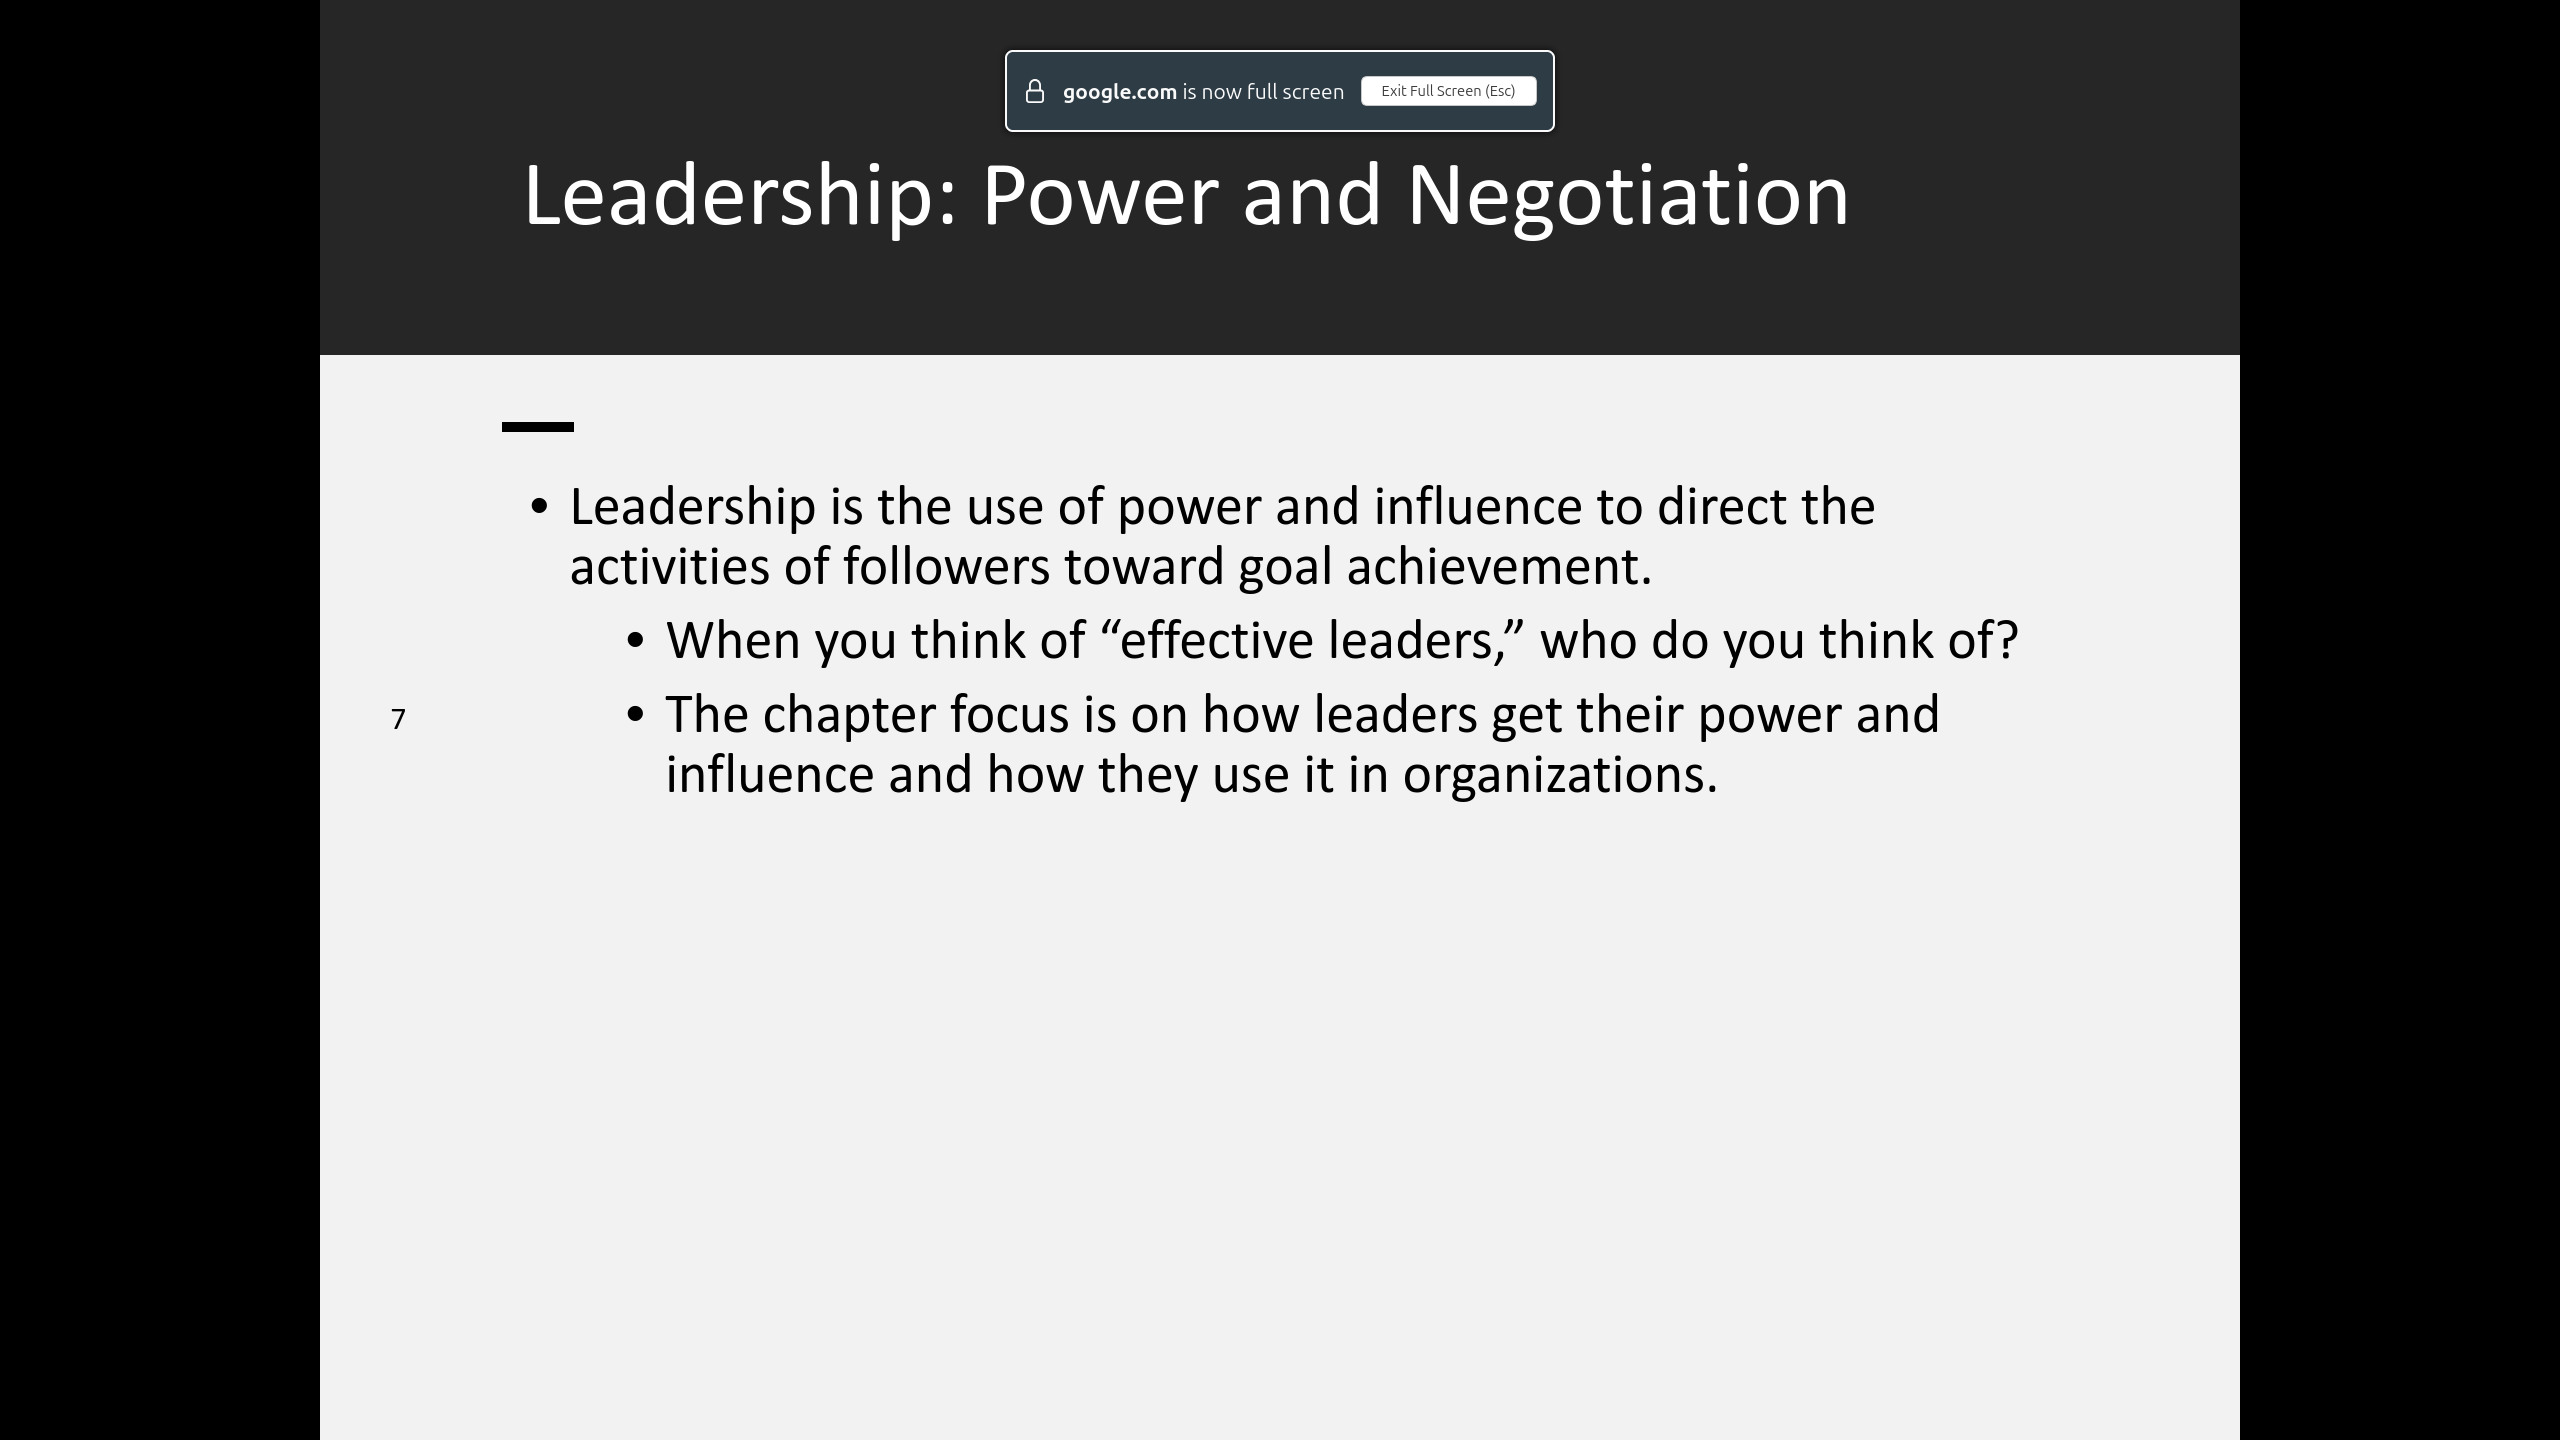 google.com is now full screen
Exit Full Screen (Esc)
Leadership: Power and Negotiation
• Leadership is the use of power and influence to direct the
activities of followers toward goal achievement.
• When you think of “effective leaders,” who do you think of?
• The chapter focus is on how leaders get their power and
influence and how they use it in organizations.
7